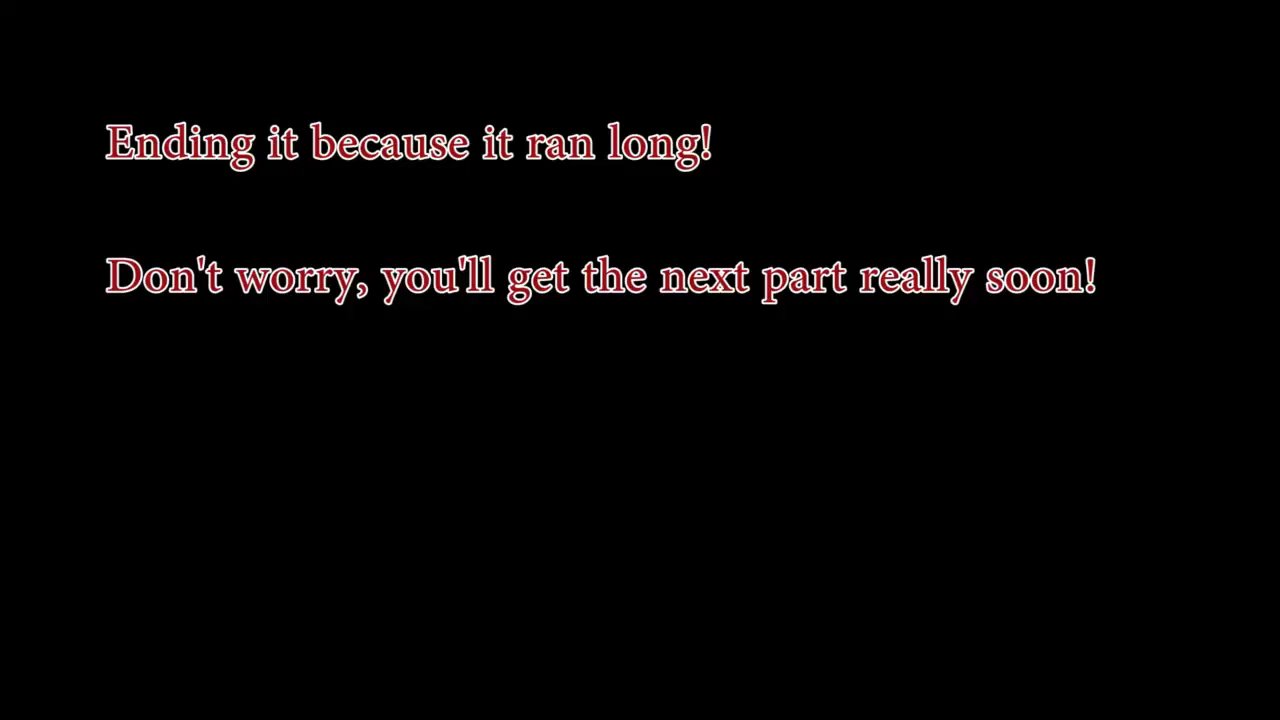 Ending it because it ran long!
Don't worry, you'll get the next part really soon!